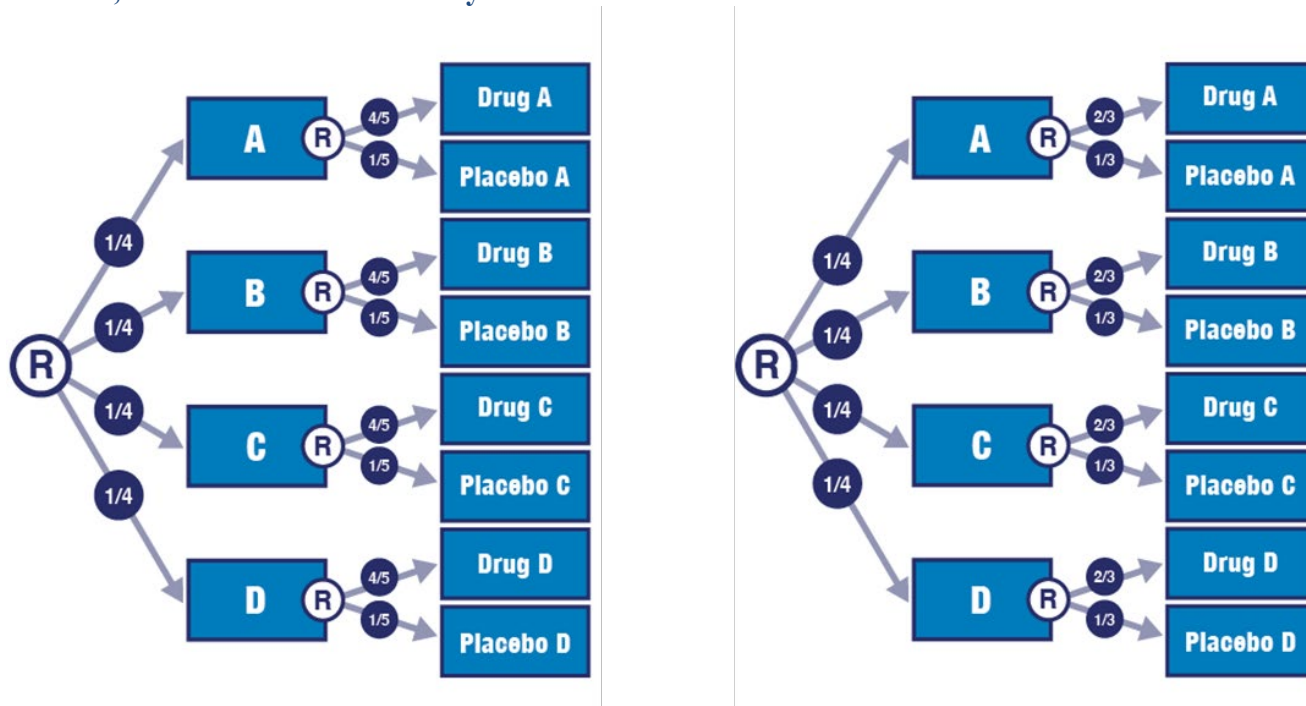 Drug A
4/5
A
R
1/5
Placebo A
1/4
Drug B
4/5
B
R
1/5
1/4
Placebo B
R
Drug C
1/4
4/5
C
R
1/5
Placebo C
1/4
Drug D
4/5
D
R
1/5
Placebo D
Drug A
2/3
A
R
1/3
Placebo A
1/4
Drug B
2/3
B
R
1/3
1/4
Placebo B
R
Drug C
1/4
2/3
C
R
1/3
Placebo C
1/4
Drug D
2/3
D
R
1/3
Placebo D